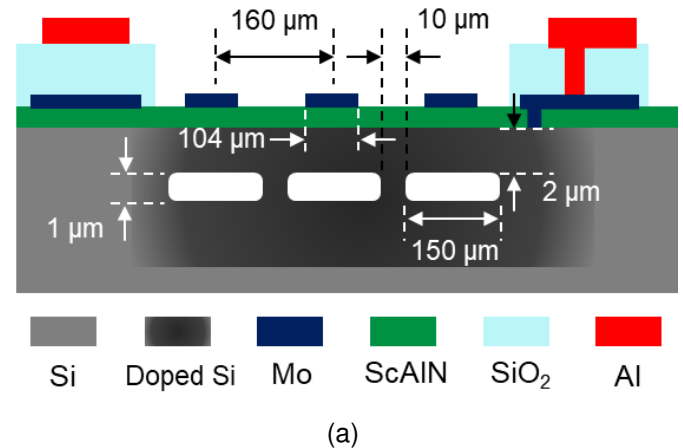 160 µm
10 µm
104 µm
1 µm
2 µm
150 µm
Si
Doped Si
Mo
ScAlN
SiO₂
Al
(a)